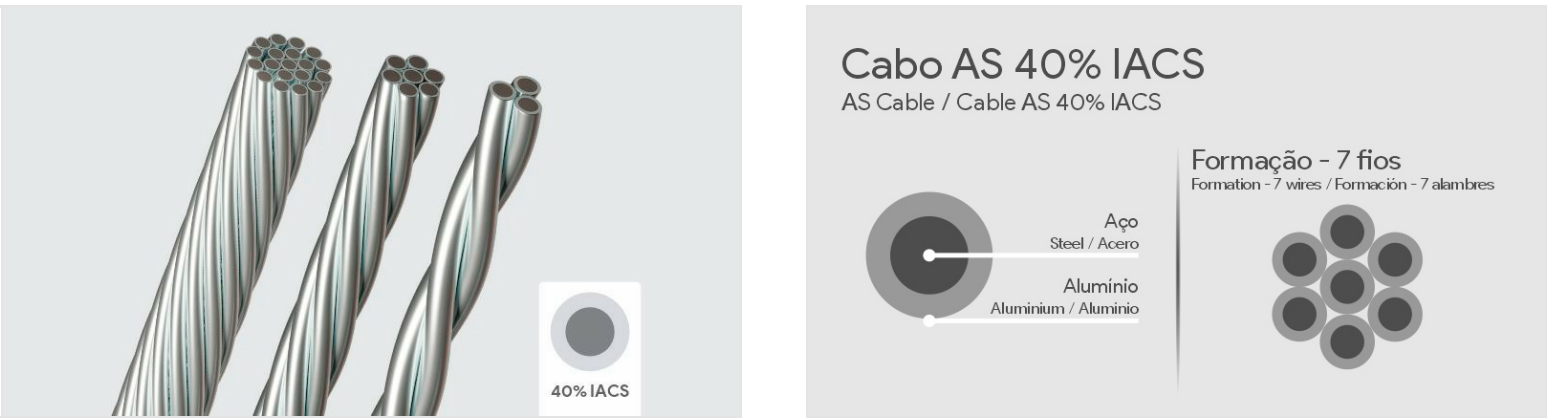 40% IACS
Cabo AS 40% IACS
AS Cable / Cable AS 40% IACS
Aço
Steel / Acero
Alumínio
Aluminium / Aluminio
Formação - 7 fios
Formation - 7 wires / Formación - 7 alambres